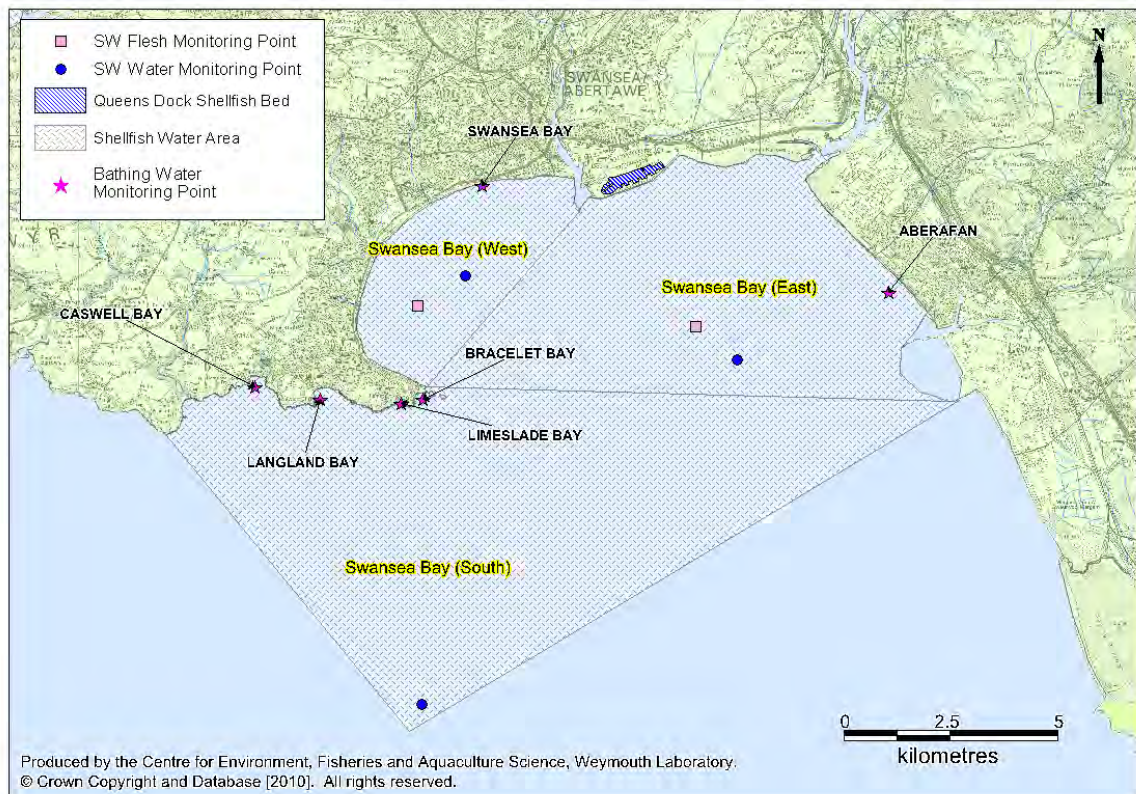 SW Flesh Monitoring Point
SW Water Monitoring Point
Queens Dock Shellfish Bed
Shellfish Water Area
Bathing Water
Monitoring Point
N
SWANSEA
ABERTAWE
SWANSEA BAY
Swansea Bay (West)
ABERAFAN
Swansea Bay (East)
CASWELL BAY
BRACELET BAY
LIMESLADE BAY
LANGLAND BAY
Swansea Bay (South)
0 2.5 5
kilometres
Produced by the Centre for Environment, Fisheries and Aquaculture Science, Weymouth Laboratory.
© Crown Copyright and Database [2010]. All rights reserved.